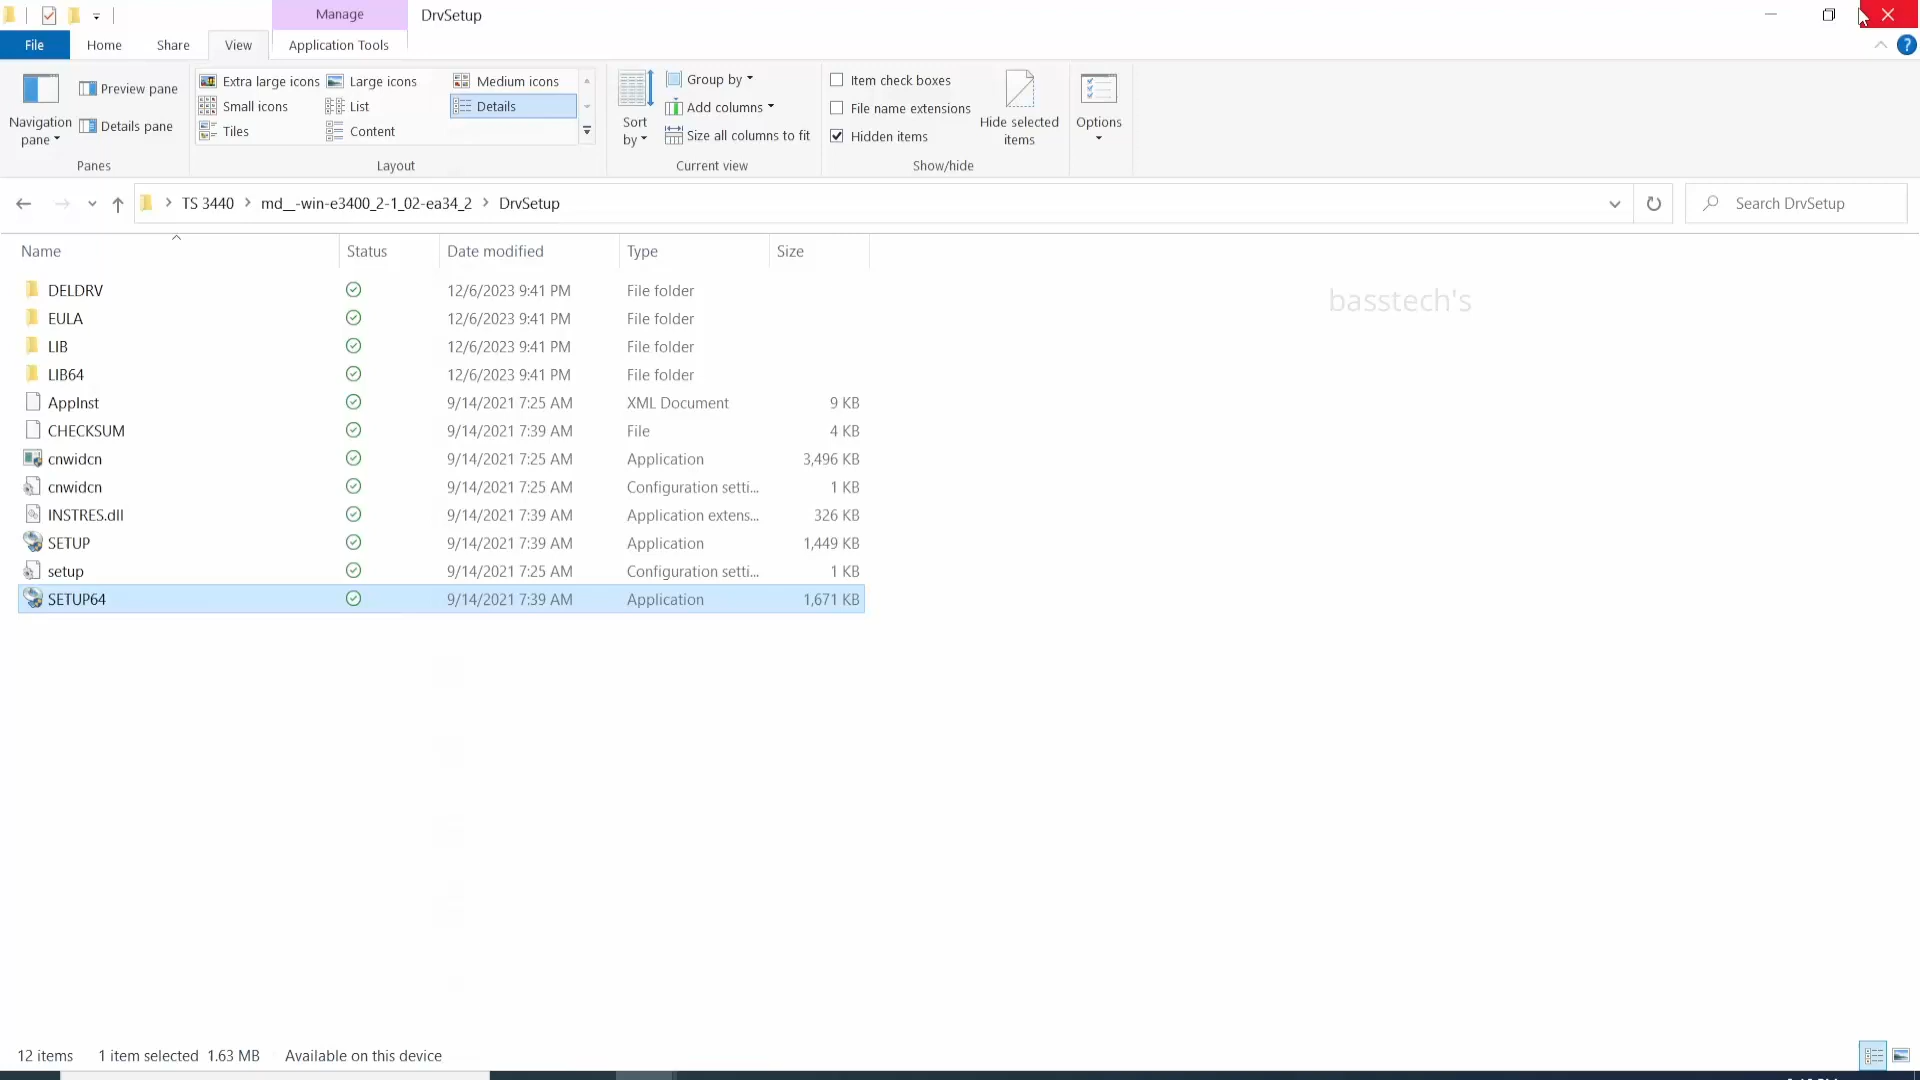 Manage
DrvSetup
File
Home
Share
View
Application Tools
Navigation pane
Preview pane
Details pane
Panes
Extra large icons
Large icons
Medium icons
Small icons
List
Details
Tiles
Content
Layout
Sort by
Group by
Add columns
Size all columns to fit
Current view
Item check boxes
File name extensions
Hidden items
Hide selected items
Show/hide
Options
TS 3440 > md__-win-e3400_2-1_02-ea34_2 > DrvSetup
Search DrvSetup
Name Status Date modified Type Size
DELDRV 12/6/2023 9:41 PM File folder
EULA 12/6/2023 9:41 PM File folder
LIB 12/6/2023 9:41 PM File folder
LIB64 12/6/2023 9:41 PM File folder
AppInst 9/14/2021 7:25 AM XML Document 9 KB
CHECKSUM 9/14/2021 7:39 AM File 4 KB
cnwidcn 9/14/2021 7:25 AM Application 3,496 KB
cnwidcn 9/14/2021 7:25 AM Configuration setti... 1 KB
INSTRES.dll 9/14/2021 7:39 AM Application extens... 326 KB
SETUP 9/14/2021 7:39 AM Application 1,449 KB
setup 9/14/2021 7:25 AM Configuration setti... 1 KB
SETUP64 9/14/2021 7:39 AM Application 1,671 KB
basstech's
12 items 1 item selected 1.63 MB Available on this device